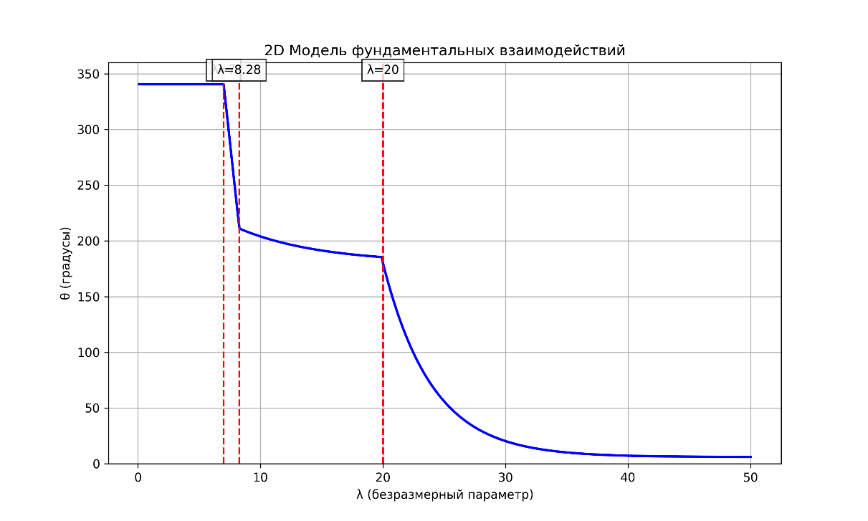 2D Модель фундаментальных взаимодействий
λ=8.28
λ=20
350
300
250
200
150
100
50
0
θ (градусы)
0 10 20 30 40 50
λ (безразмерный параметр)